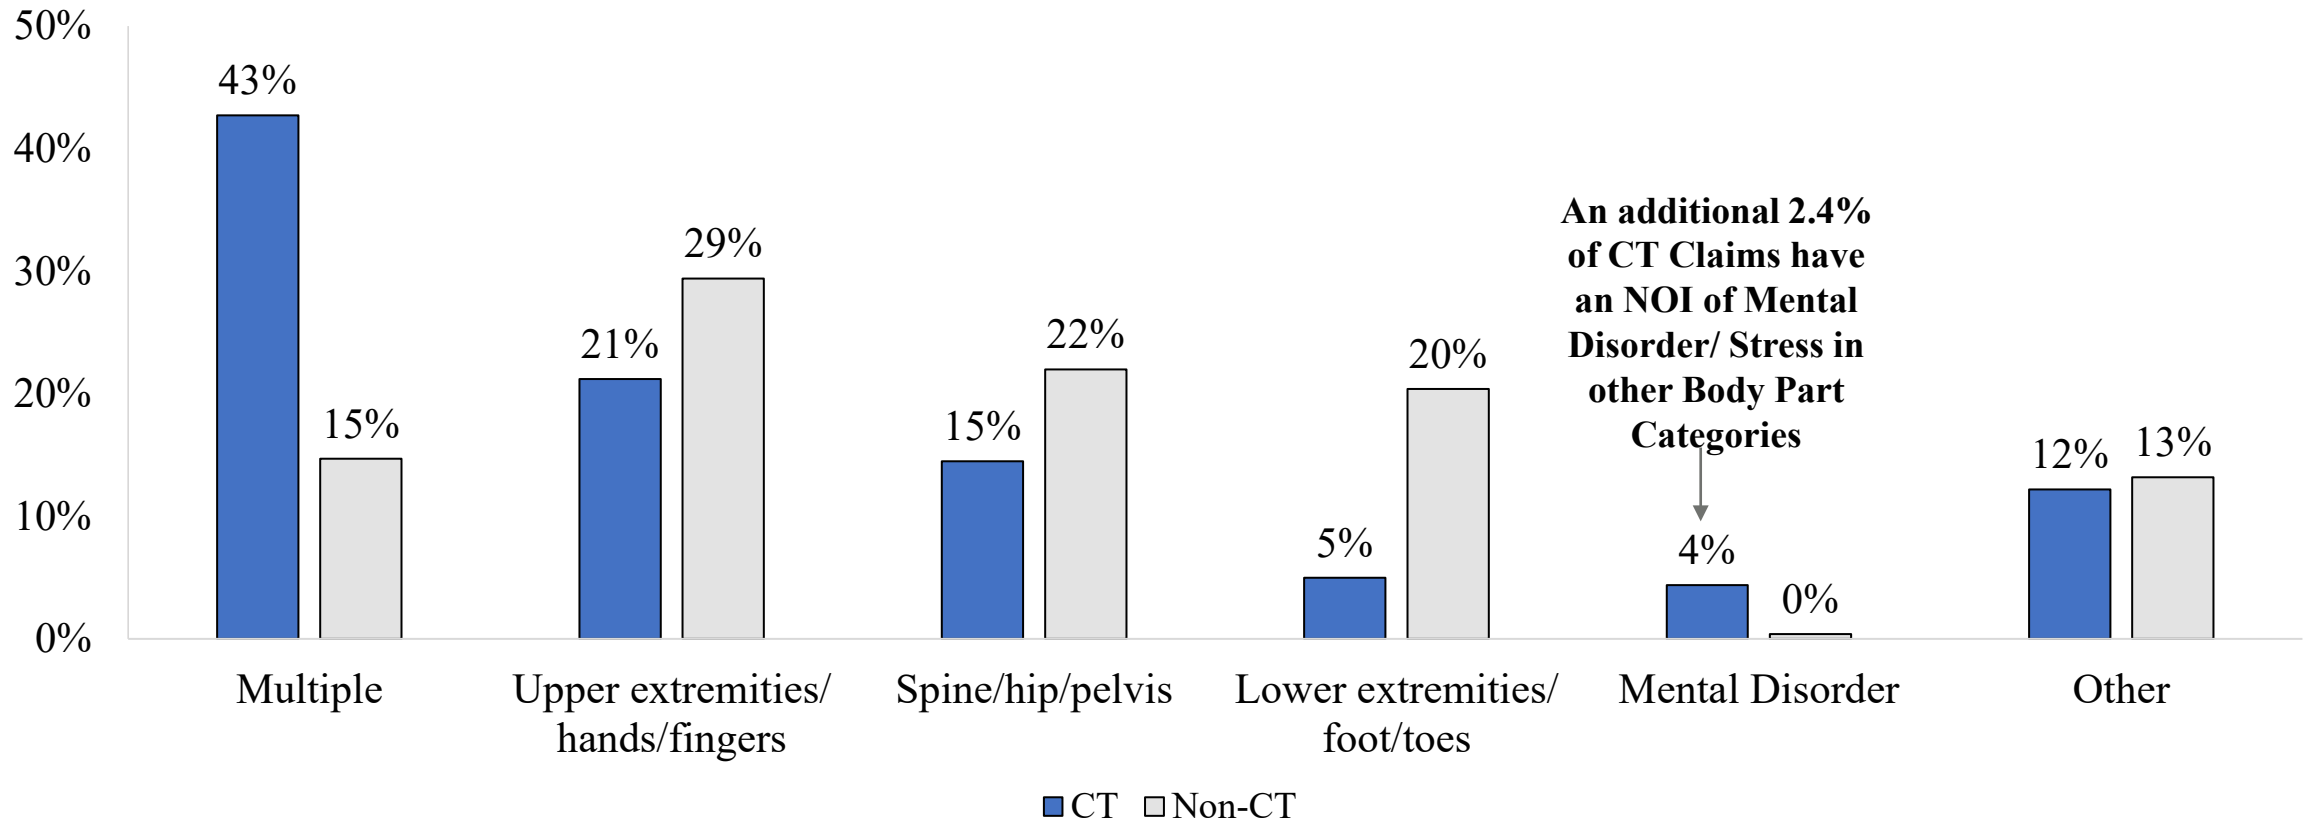 50%
40%
30%
20%
10%
0%
43%
15%
21%
29%
15%
22%
5%
20%
An additional 2.4%
of CT Claims have
an NOI of Mental
Disorder/ Stress in
other Body Part
Categories
4%
0%
12%
13%
Multiple
Upper extremities/
hands/fingers
Spine/hip/pelvis
Lower extremities/
foot/toes
Mental Disorder
Other
CT
Non-CT